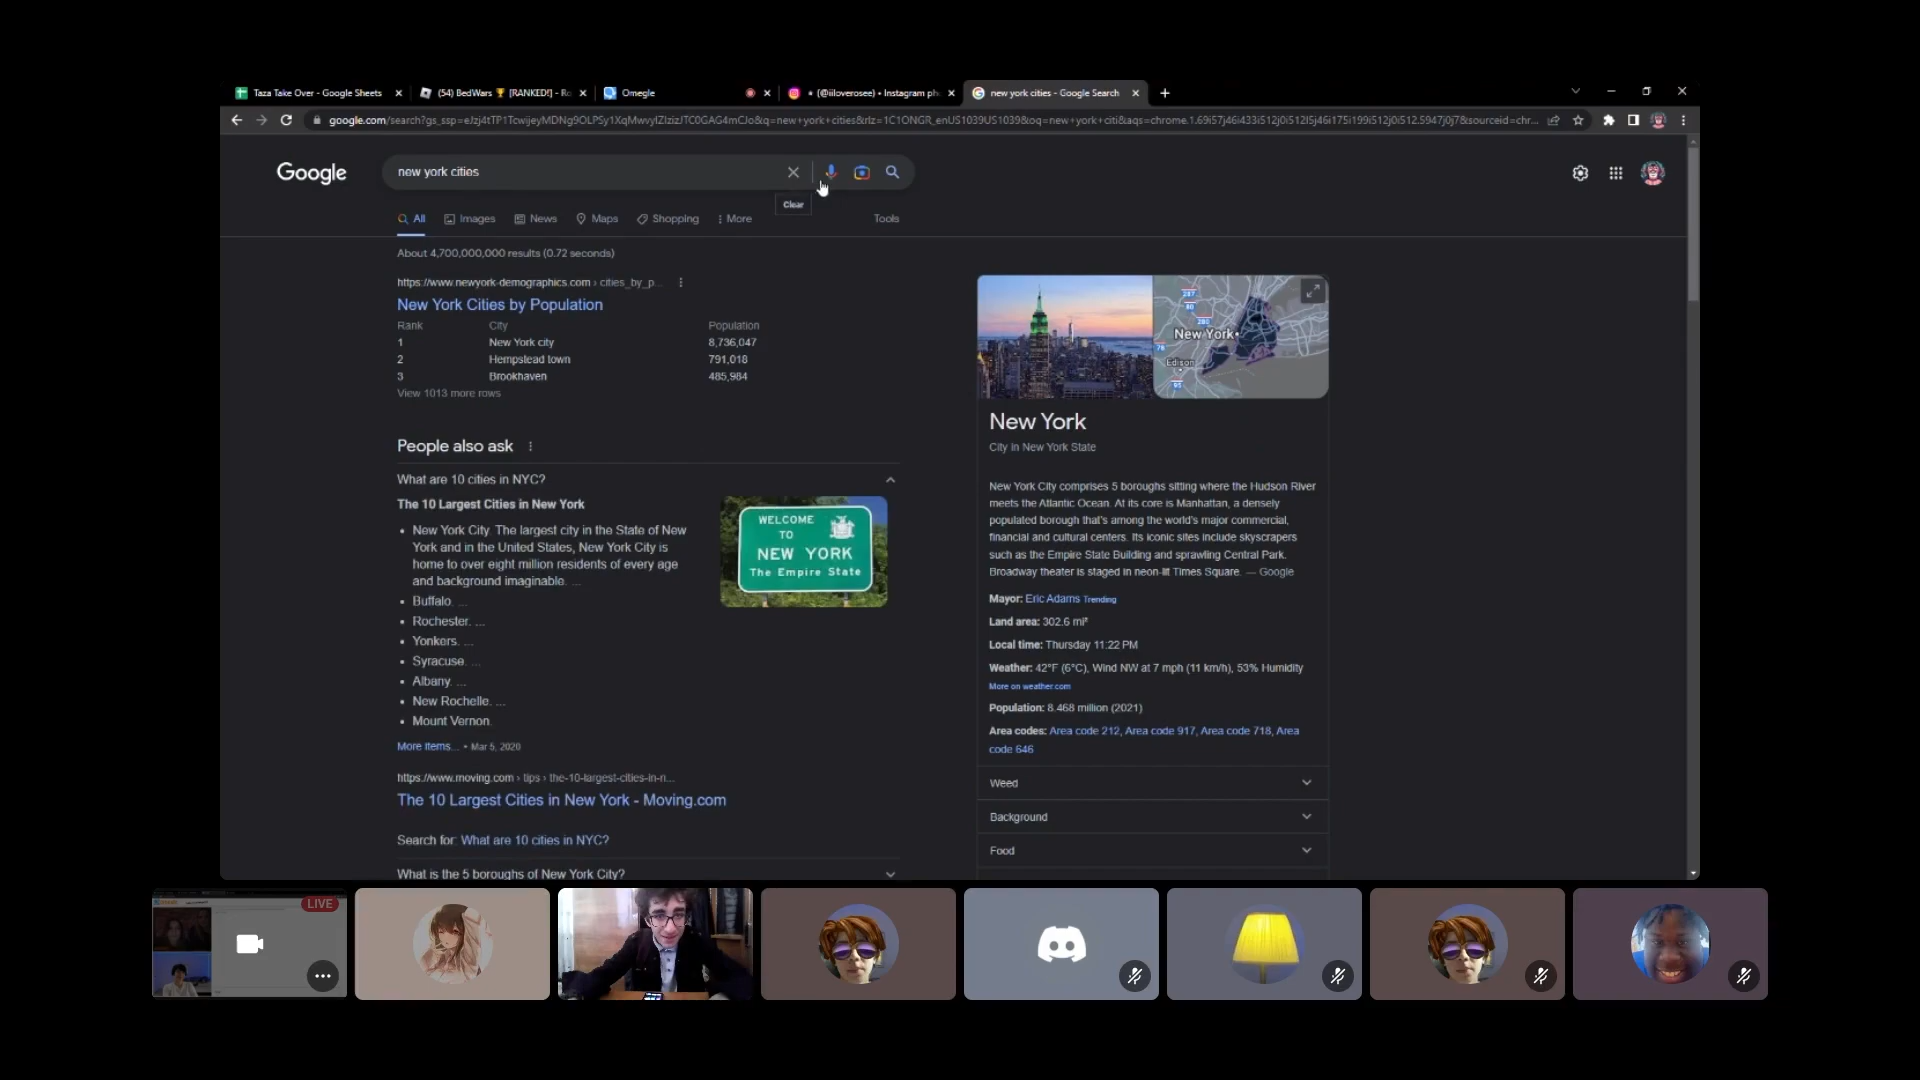 Taza Take Over - Google Sheets
(54) BedWars 🏆 [RANKED!] - Ro
Omegle
• (@iiloverosee) • Instagram ph
new york cities - Google Search
new york cities
Google
Clear
All
Images
News
Maps
Shopping
More
Tools
About 4,700,000,000 results (0.72 seconds)
https://www.newyork-demographics.com › cities_by_p...
New York Cities by Population
Rank City Population
1 New York city 8,736,047
2 Hempstead town 791,018
3 Brookhaven 485,984
View 1013 more rows
People also ask
What are 10 cities in NYC?
The 10 Largest Cities in New York
New York City. The largest city in the State of New
York and in the United States, New York City is
home to over eight million residents of every age
and background imaginable. ...
Buffalo. ...
Rochester. ...
Yonkers. ...
Syracuse. ...
Albany. ...
New Rochelle. ...
Mount Vernon.
More items... • Mar 5, 2020
WELCOME
TO
NEW YORK
The Empire State
https://www.moving.com › tips › the-10-largest-cities-in-n...
The 10 Largest Cities in New York - Moving.com
Search for: What are 10 cities in NYC?
What is the 5 boroughs of New York City?
New York
Edison
287
80
280
78
95
New York
City in New York State
New York City comprises 5 boroughs sitting where the Hudson River
meets the Atlantic Ocean. At its core is Manhattan, a densely
populated borough that's among the world's major commercial,
financial and cultural centers. Its iconic sites include skyscrapers
such as the Empire State Building and sprawling Central Park.
Broadway theater is staged in neon-lit Times Square. — Google
Mayor: Eric Adams Trending
Land area: 302.6 mi²
Local time: Thursday 11:22 PM
Weather: 42°F (6°C), Wind NW at 7 mph (11 km/h), 53% Humidity
More on weather.com
Population: 8.468 million (2021)
Area codes: Area code 212, Area code 917, Area code 718, Area
code 646
Weed
Background
Food
LIVE